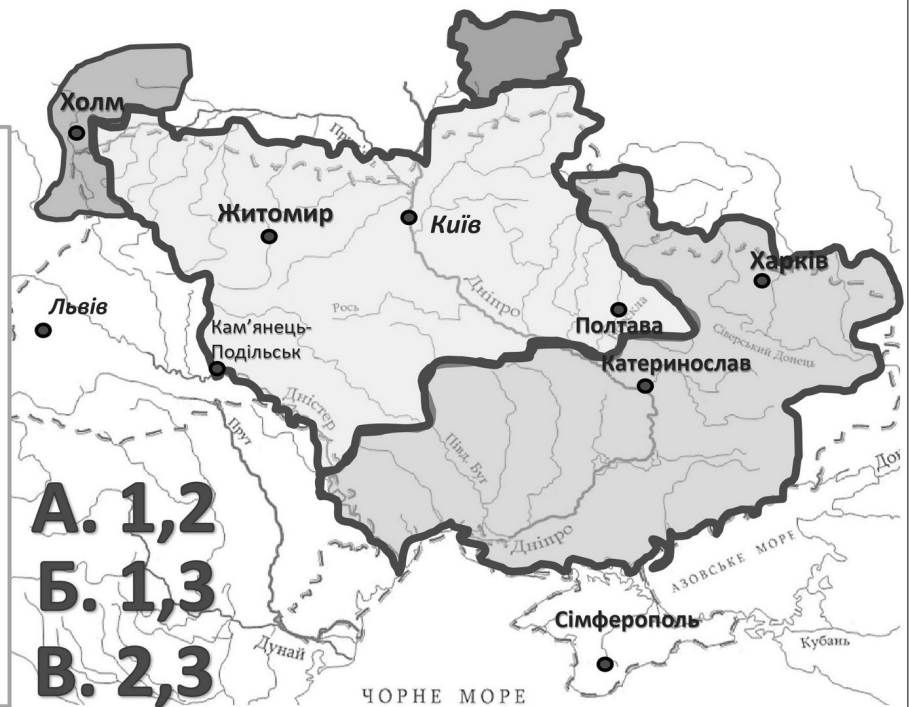 Холм
Житомир
Київ
Харків
Львів
Рось
Дніпро
Кам’янець-
Подільськ
Полтава
Сіверський Донець
Катеринослав
Дністер
Прут
Півд. Буг
А. 1,2
Б. 1,3
В. 2,3
Дніпро
АЗОВСЬКЕ МОРЕ
Сімферополь
Кубань
Дунай
ЧОРНЕ МОРЕ